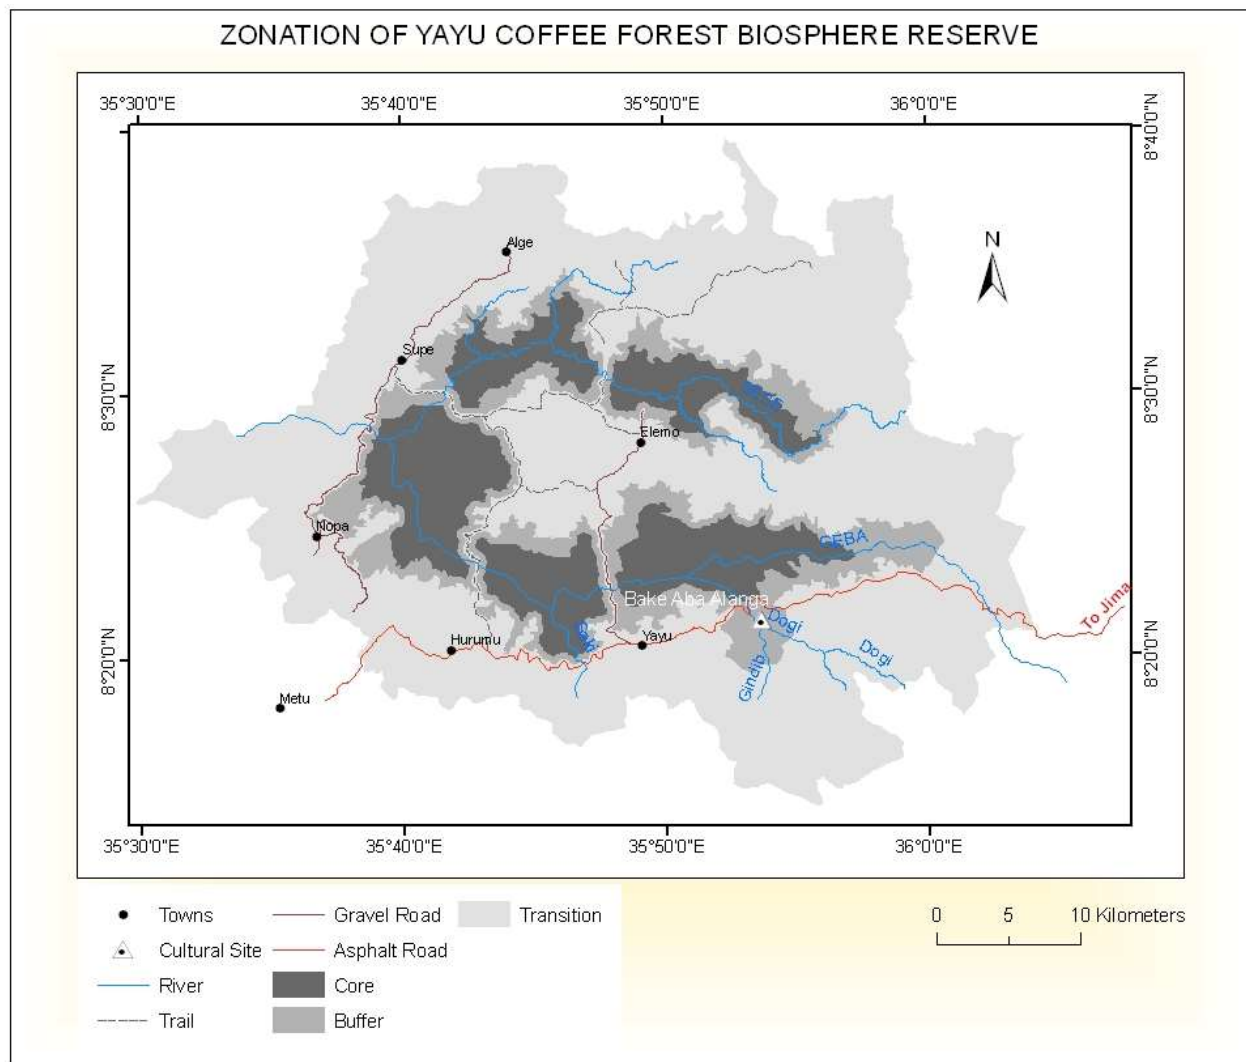 ZONATION OF YAYU COFFEE FOREST BIOSPHERE RESERVE
35°30'0"E 35°40'0"E 35°50'0"E 36°0'0"E
8°40'0"N 8°40'0"N
N
Alge
Supe
8°30'0"N 8°30'0"N
Elemo
Nopa
GEBA
To Jima
Bake Aba Alanga
Dogi
Hurumu
Yayu
Dogi
Gindib
8°20'0"N 8°20'0"N
Metu
35°30'0"E 35°40'0"E 35°50'0"E 36°0'0"E
Towns Gravel Road Transition
0 5 10 Kilometers
Cultural Site Asphalt Road
River Core
Trail Buffer